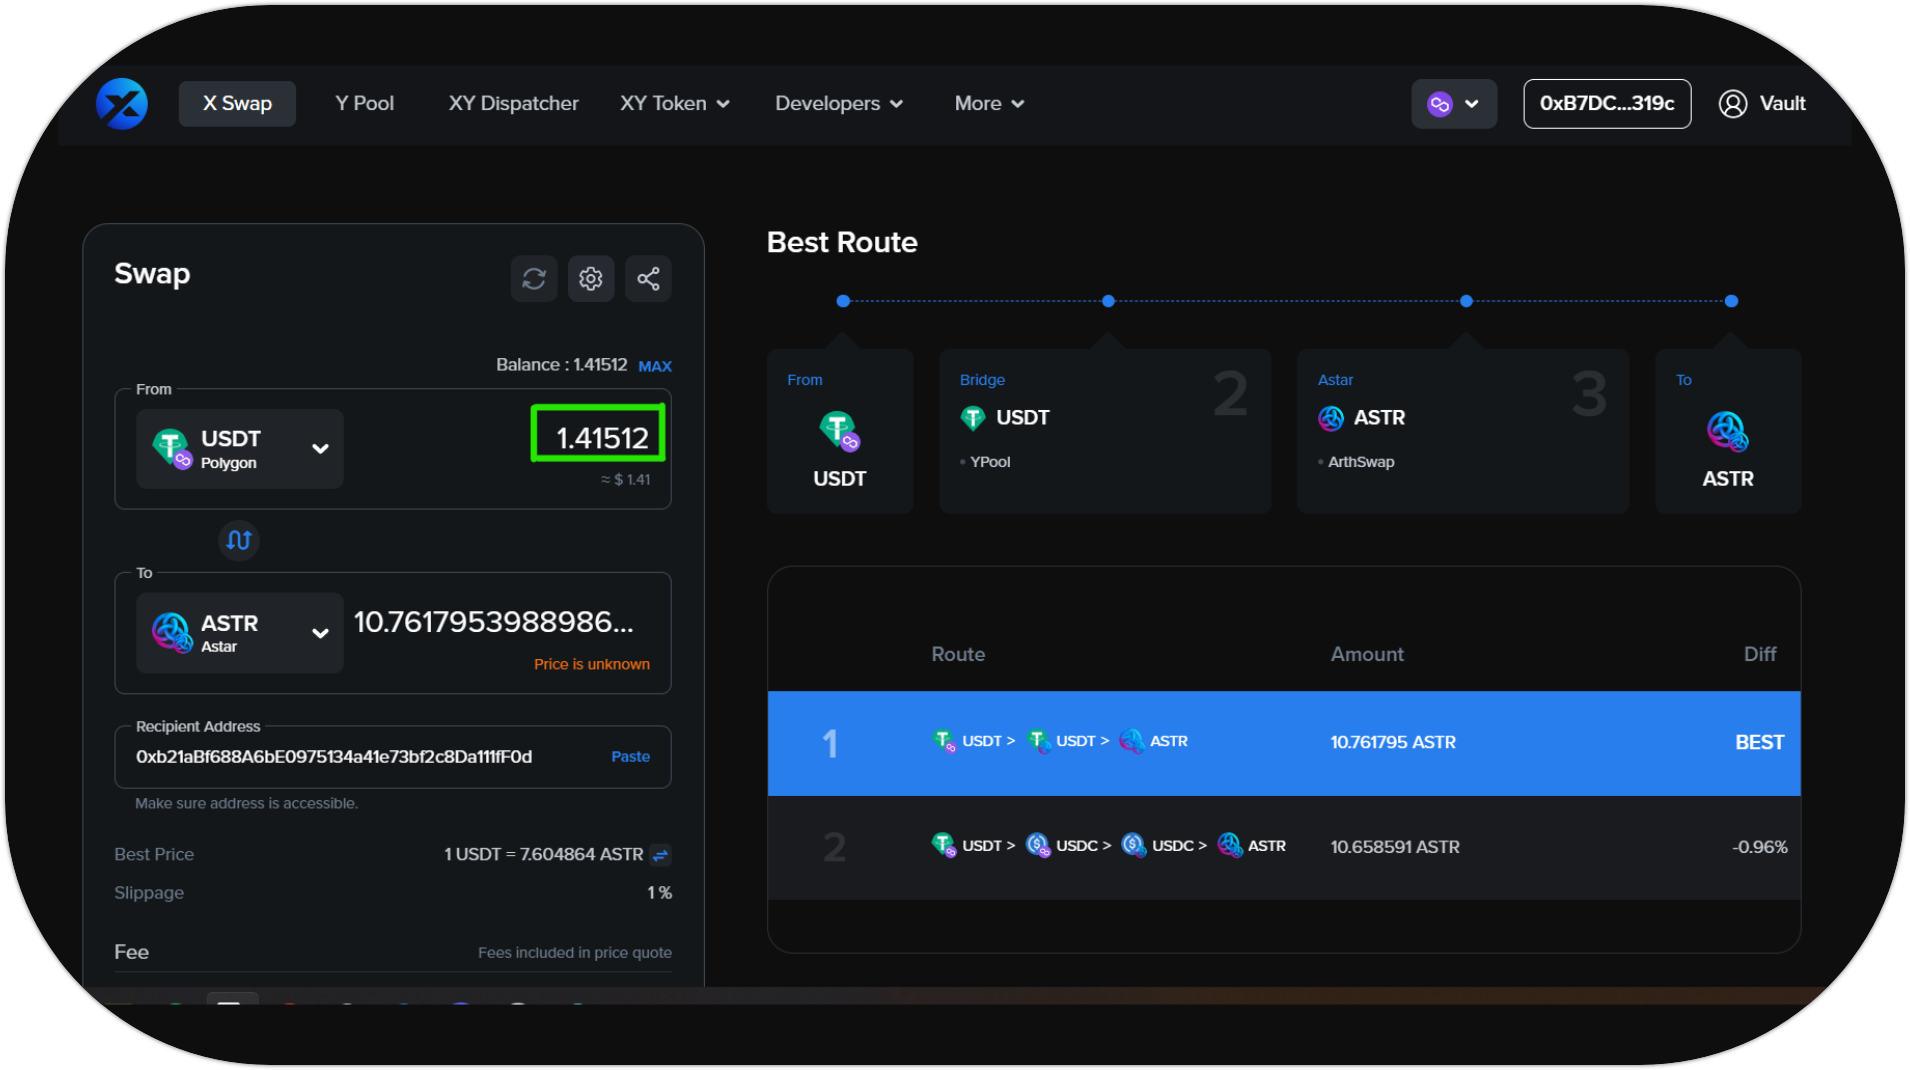 X Swap
Y Pool
XY Dispatcher
XY Token
Developers
More
0xB7DC...319c
Vault
Swap
Balance : 1.41512 MAX
From
USDT
Polygon
1.41512
≈ $ 1.41
To
ASTR
Astar
10.7617953988986...
Price is unknown
Recipient Address
0xb21aBf688A6bE0975134a41e73bf2c8Da111fF0d
Paste
Make sure address is accessible.
Best Price
1 USDT = 7.604864 ASTR
Slippage
1 %
Fee
Fees included in price quote
Best Route
From
USDT
Bridge
2
USDT
YPool
Astar
3
ASTR
ArthSwap
To
ASTR
Route
Amount
Diff
1
USDT > USDT > ASTR
10.761795 ASTR
BEST
2
USDT > USDC > USDC > ASTR
10.658591 ASTR
-0.96%